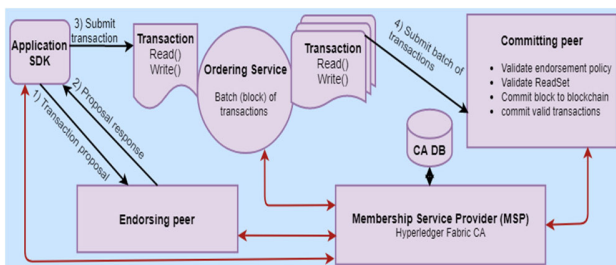 Application
SDK
3) Submit
transaction
Transaction
Read()
Write()
Ordering Service
Batch (block) of
transactions
Transaction
Read()
Write()
4) Submit batch of
transactions
Committing peer
• Validate endorsement policy
• Validate ReadSet
• Commit block to blockchain
• commit valid transactions
1) Transaction proposal
2) Proposal response
Endorsing peer
CA DB
Membership Service Provider (MSP)
Hyperledger Fabric CA